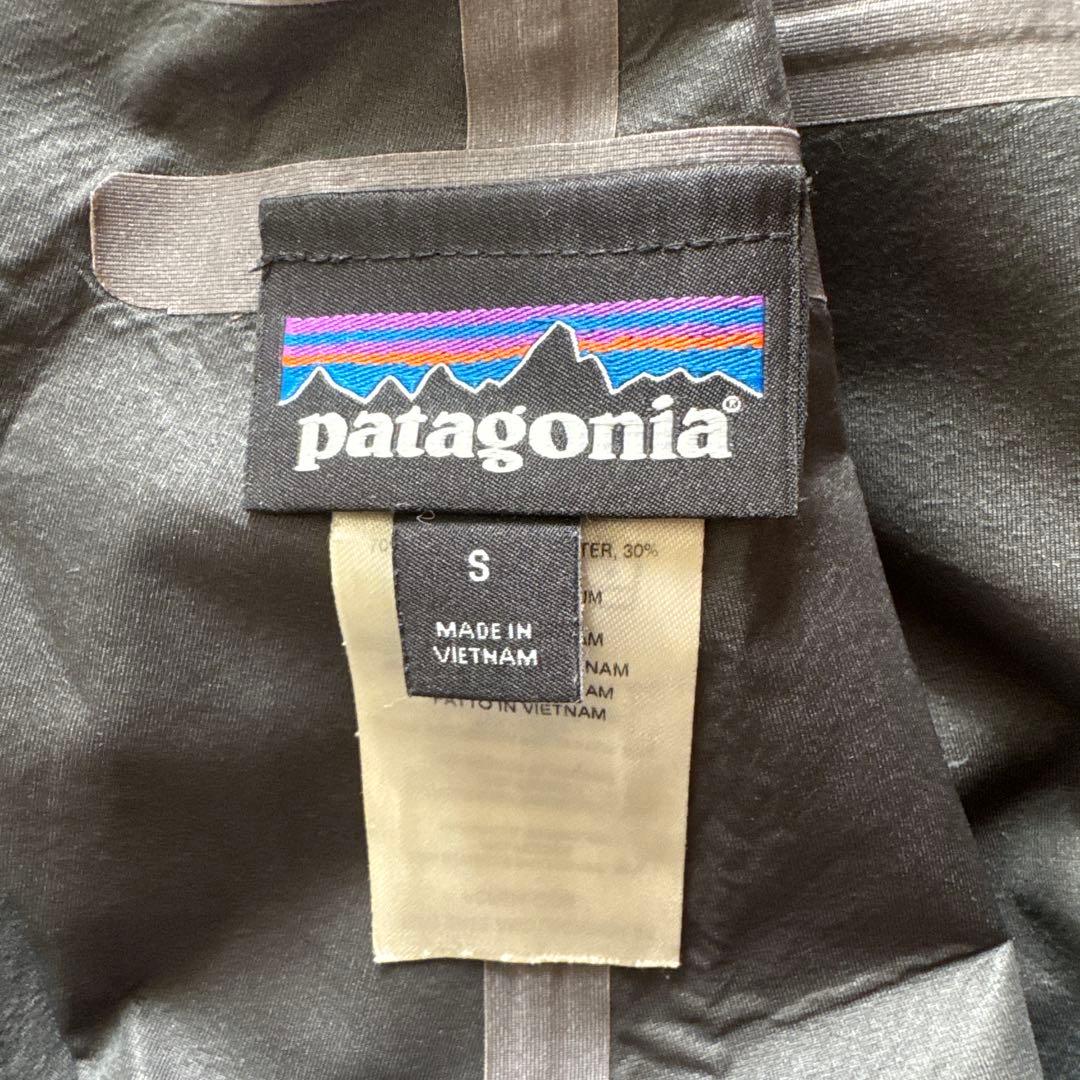 patagonia®
S
MADE IN
VIETNAM
TER, 30%
UM
AM
NAM
AM
FATTO IN VIETNAM